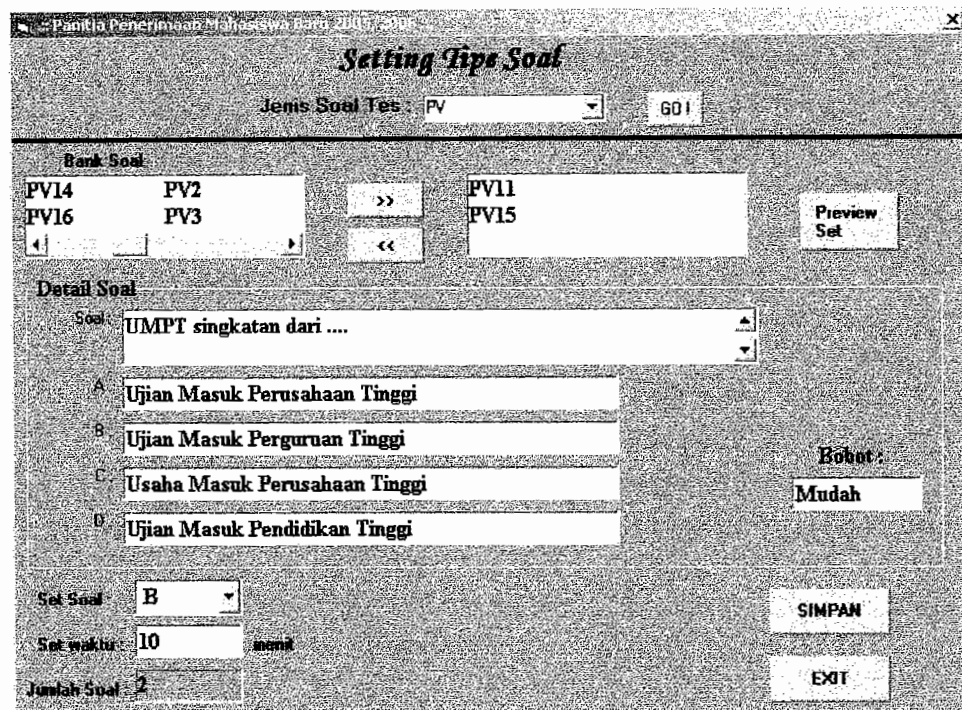 Panitia Penerimaan Mahasiswa Baru 2005/2006
Setting Tipe Soal
Jenis Soal Tes : PV GO !
Bank Soal
PV14 PV2
PV16 PV3
>>
<<
PV11
PV15
Preview
Set
Detail Soal
Soal : UMPT singkatan dari ....
A. Ujian Masuk Perusahaan Tinggi
B. Ujian Masuk Perguruan Tinggi
C. Usaha Masuk Perusahaan Tinggi
D. Ujian Masuk Pendidikan Tinggi
Bobot :
Mudah
Set Soal B
Set waktu : 10 menit
Jumlah Soal : 2
SIMPAN
EXIT